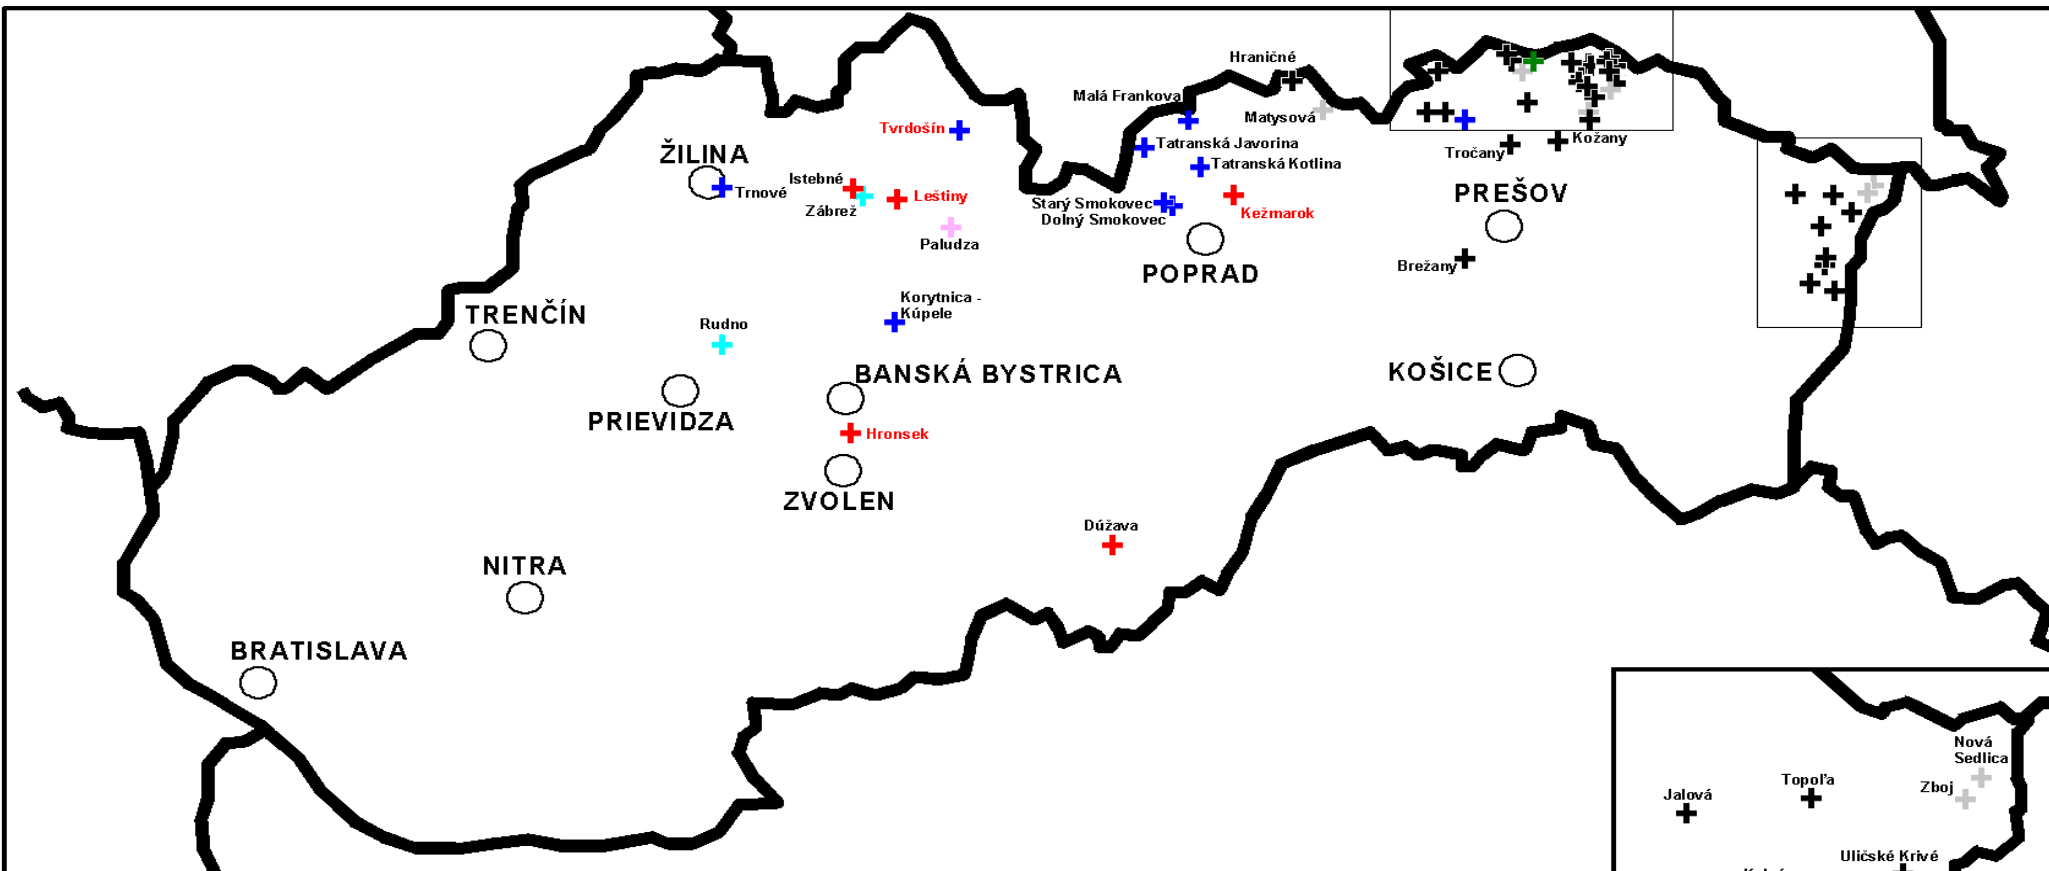 Hraničné
Malá Frankova
Matysová
Tvrdošín
Tatranská Javorina
Kožany
Tročany
ŽILINA
Tatranská Kotlina
Istebné
Trnové
Leštiny
PREŠOV
Zábrež
Starý Smokovec
Dolný Smokovec
Kežmarok
Paludza
POPRAD
Brežany
Korytnica -
Kúpele
TRENČÍN
Rudno
BANSKÁ BYSTRICA
KOŠICE
PRIEVIDZA
Hronsek
ZVOLEN
Dúžava
NITRA
BRATISLAVA
Nová
Sedlica
Topoľa
Zboj
Jalová
Uličské Krivé